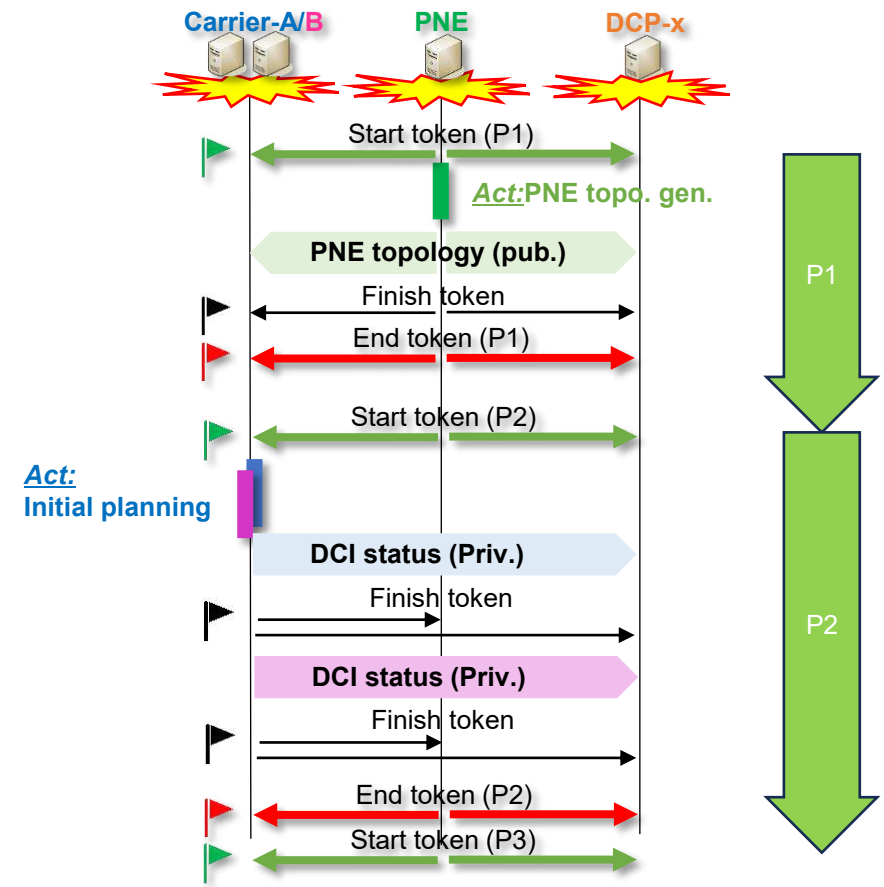 Carrier-A/B PNE DCP-x
Start token (P1)
Act:PNE topo. gen.
PNE topology (pub.)
P1
Finish token
End token (P1)
Start token (P2)
Act:
Initial planning
DCI status (Priv.)
Finish token
P2
DCI status (Priv.)
Finish token
End token (P2)
Start token (P3)